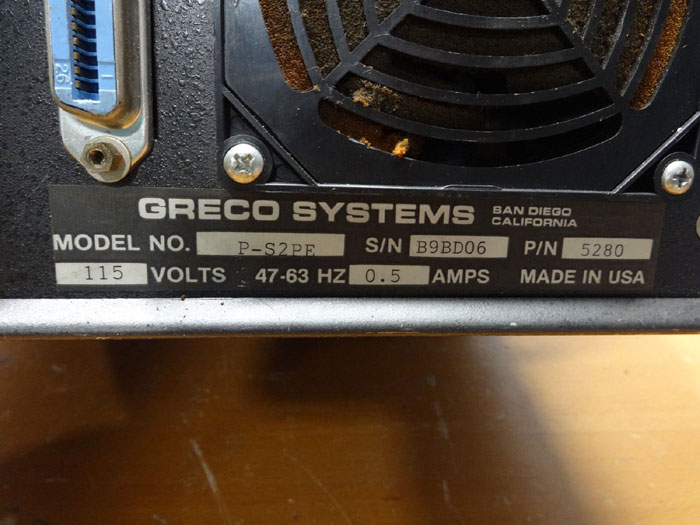 26
GRECO SYSTEMS SAN DIEGO
CALIFORNIA
MODEL NO. P-S2PE S/N B9BD06 P/N 5280
115 VOLTS 47-63 HZ 0.5 AMPS MADE IN USA